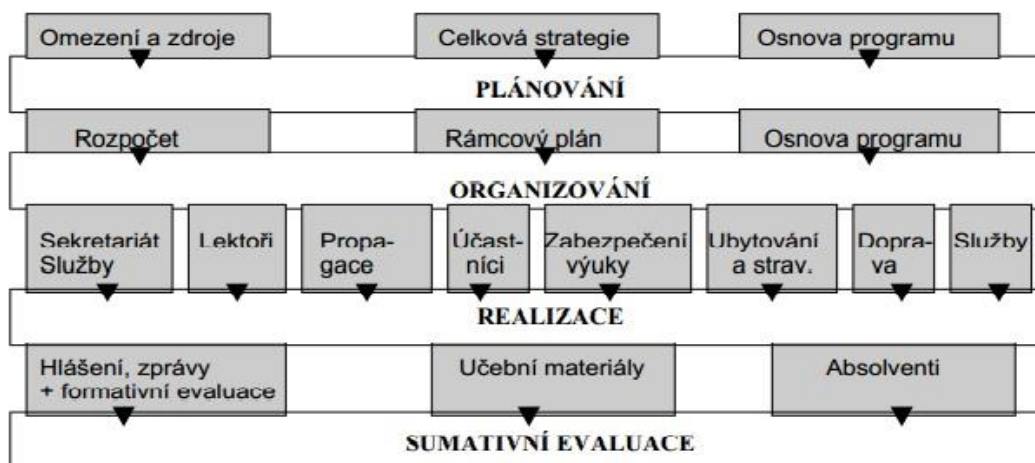 Omezení a zdroje
Celková strategie
Osnova programu
PLÁNOVÁNÍ
Rozpočet
Rámcový plán
Osnova programu
ORGANIZOVÁNÍ
Sekretariát
Služby
Lektoři
Propa-
gace
Účast-
níci
Zabezpečení
výuky
Ubytování
a strav.
Dopra-
va
Služby
REALIZACE
Hlášení, zprávy
+ formativní evaluace
Učební materiály
Absolventi
SUMATIVNÍ EVALUACE